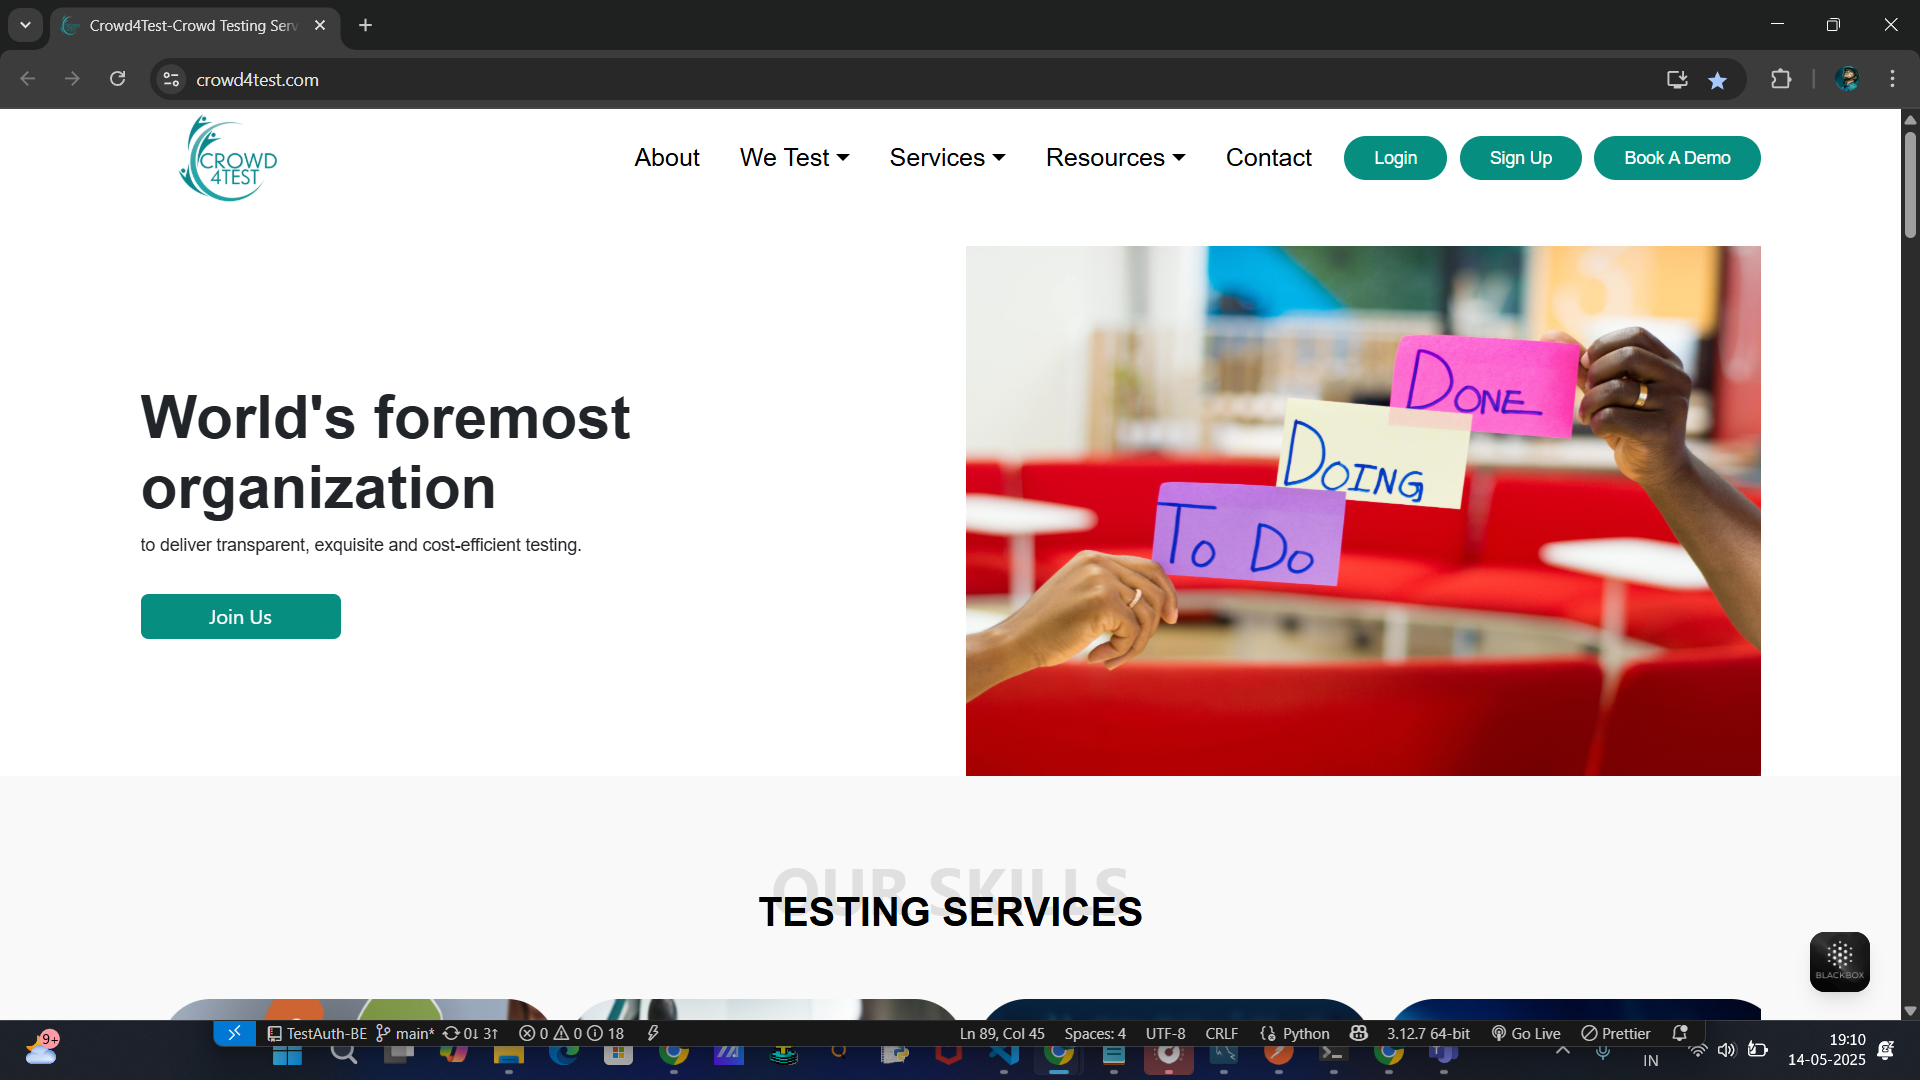 Crowd4Test-Crowd Testing Serv
crowd4test.com
CROWD
4TEST
About
We Test
Services
Resources
Contact
Login
Sign Up
Book A Demo
World's foremost
organization
to deliver transparent, exquisite and cost-efficient testing.
Join Us
DONE
DOING
TO DO
OUR SKILLS
TESTING SERVICES
BLACKBOX
9+
TestAuth-BE
main*
0↓ 3↑
0
0
18
Ln 89, Col 45
Spaces: 4
UTF-8
CRLF
Python
3.12.7 64-bit
Go Live
Prettier
IN
19:10
14-05-2025